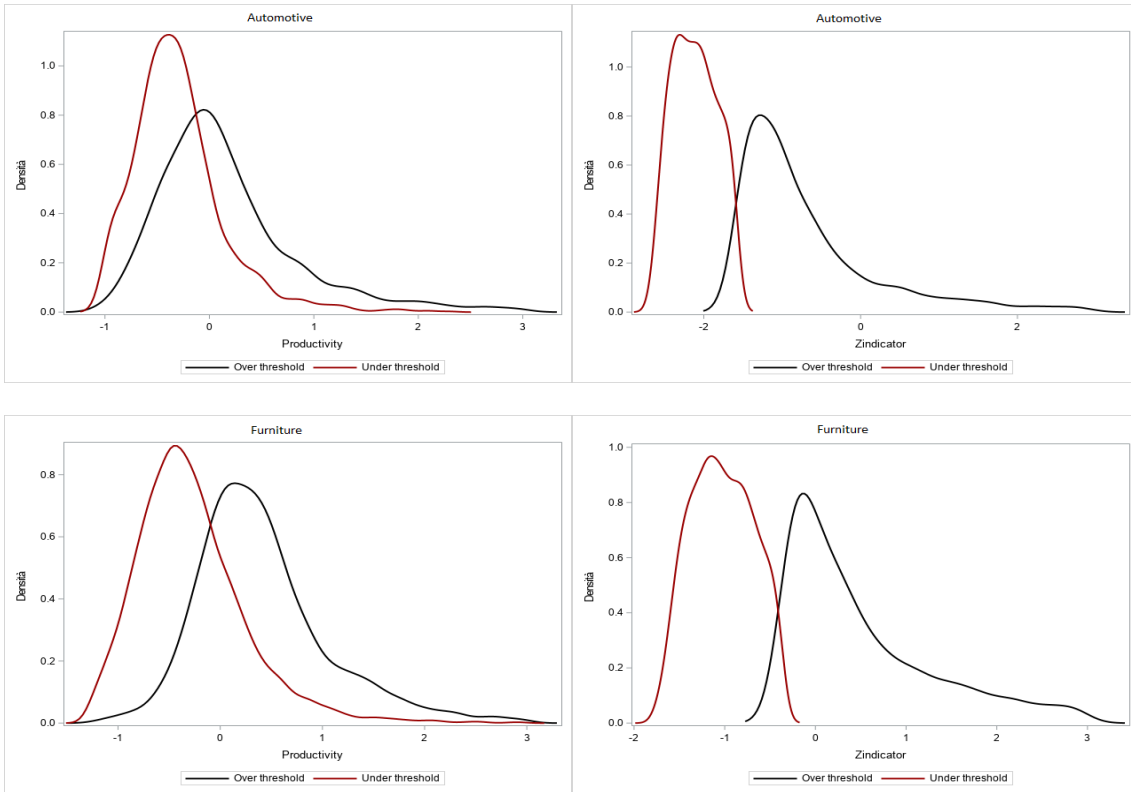 Automotive
Densità
1.0
0.8
0.6
0.4
0.2
0.0
-1 0 1 2 3
Productivity
Over threshold Under threshold
Automotive
Densità
1.0
0.8
0.6
0.4
0.2
0.0
-2 0 2
Zindicator
Over threshold Under threshold
Furniture
Densità
0.8
0.6
0.4
0.2
0.0
-1 0 1 2 3
Productivity
Over threshold Under threshold
Furniture
Densità
1.0
0.8
0.6
0.4
0.2
0.0
-2 -1 0 1 2 3
Zindicator
Over threshold Under threshold